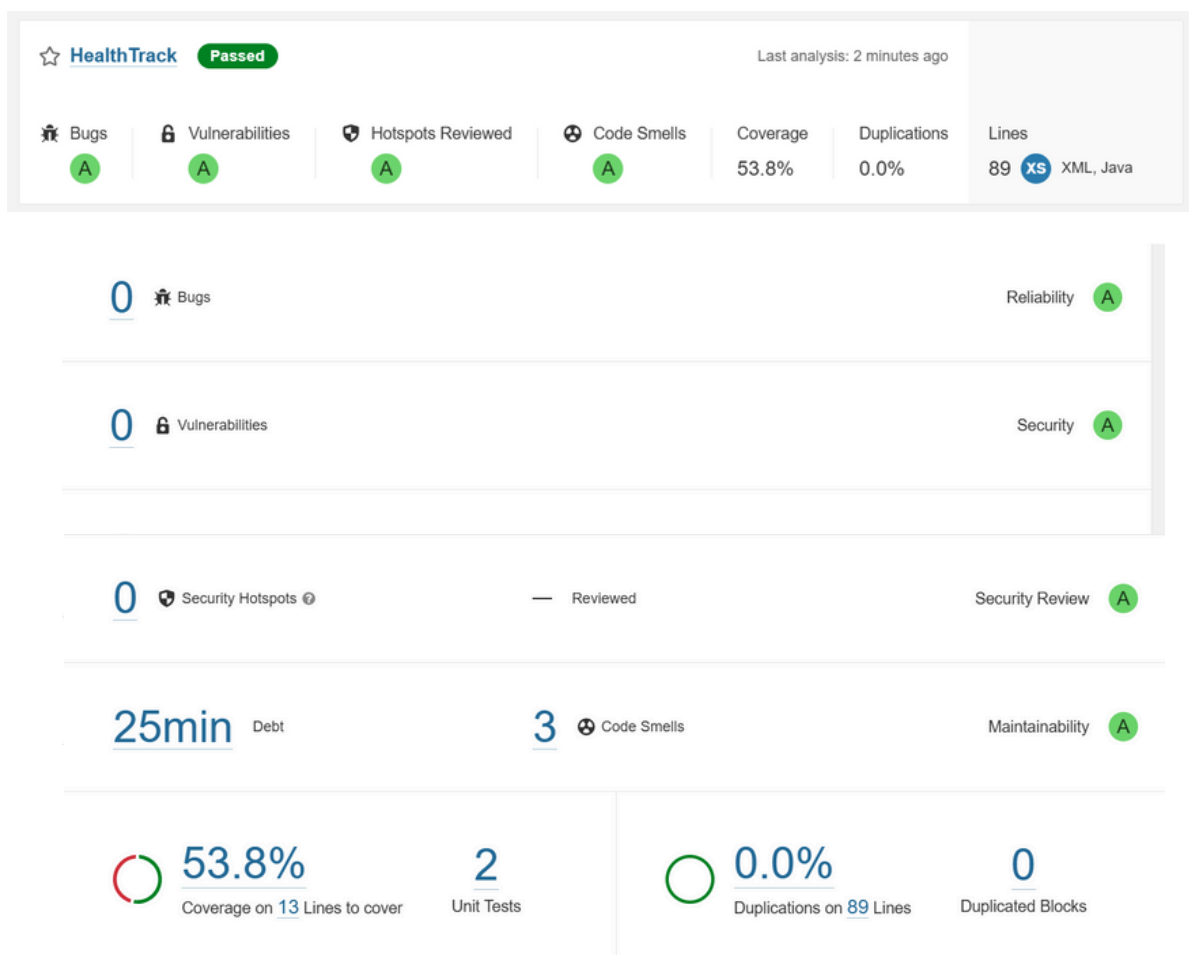 HealthTrack Passed Last analysis: 2 minutes ago
Bugs Vulnerabilities Hotspots Reviewed Code Smells Coverage Duplications Lines
A A A A 53.8% 0.0% 89 XS XML, Java
0 Bugs Reliability A
0 Vulnerabilities Security A
0 Security Hotspots ? — Reviewed Security Review A
25min Debt 3 Code Smells Maintainability A
53.8% 2 0.0% 0
Coverage on 13 Lines to cover Unit Tests Duplications on 89 Lines Duplicated Blocks